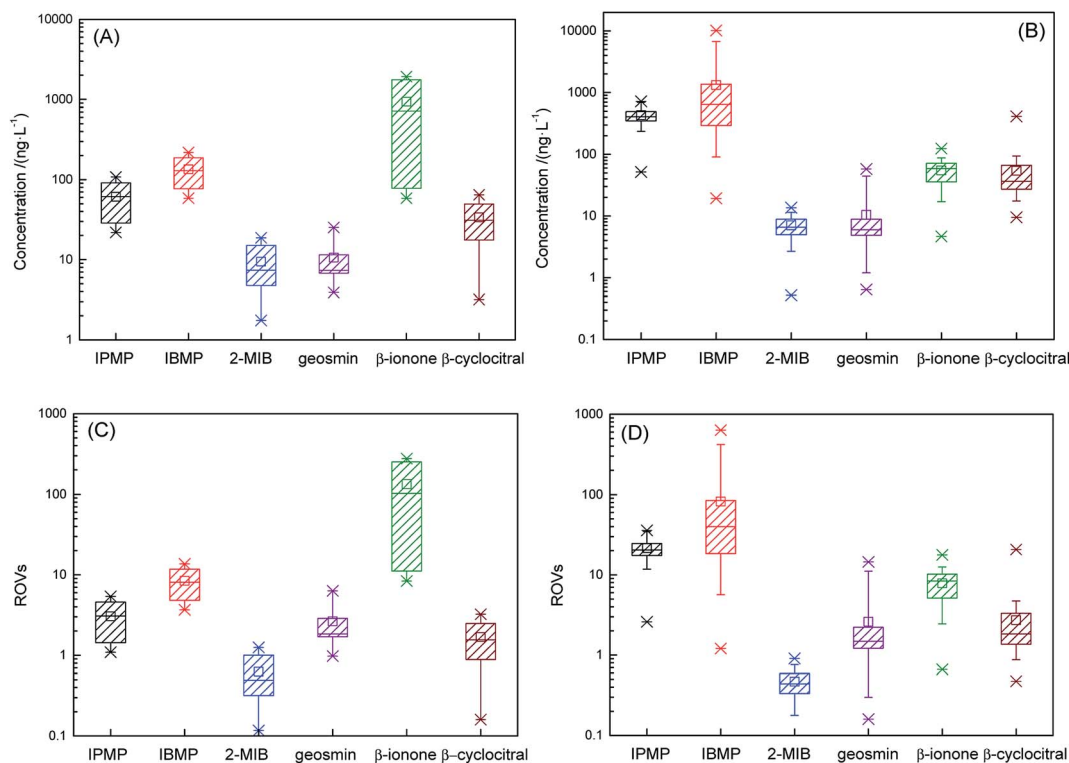 (A)
Concentration /(ng·L⁻¹)
10000
1000
100
10
1
IPMP IBMP 2-MIB geosmin β-ionone β-cyclocitral
(B)
Concentration /(ng·L⁻¹)
10000
1000
100
10
1
0.1
IPMP IBMP 2-MIB geosmin β-ionone β-cyclocitral
(C)
ROVs
1000
100
10
1
0.1
IPMP IBMP 2-MIB geosmin β-ionone β–cyclocitral
(D)
ROVs
1000
100
10
1
0.1
IPMP IBMP 2-MIB geosmin β-ionone β-cyclocitral